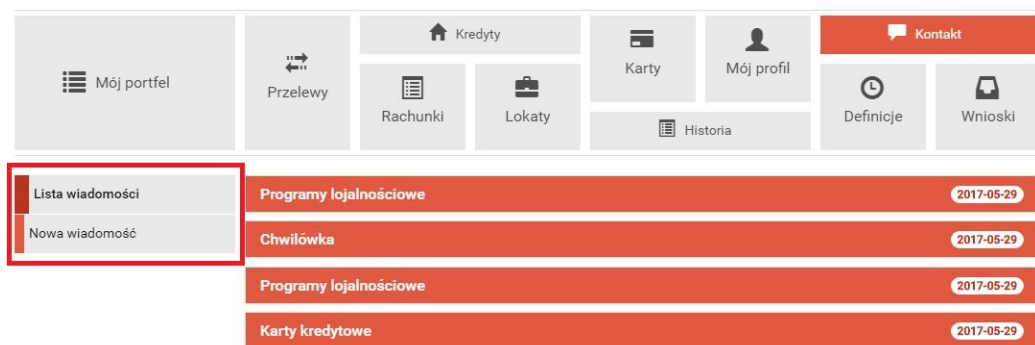 Mój portfel
Przelewy
Kredyty
Rachunki
Lokaty
Karty
Mój profil
Historia
Kontakt
Definicje
Wnioski
Lista wiadomości
Nowa wiadomość
Programy lojalnościowe 2017-05-29
Chwilówka 2017-05-29
Programy lojalnościowe 2017-05-29
Karty kredytowe 2017-05-29